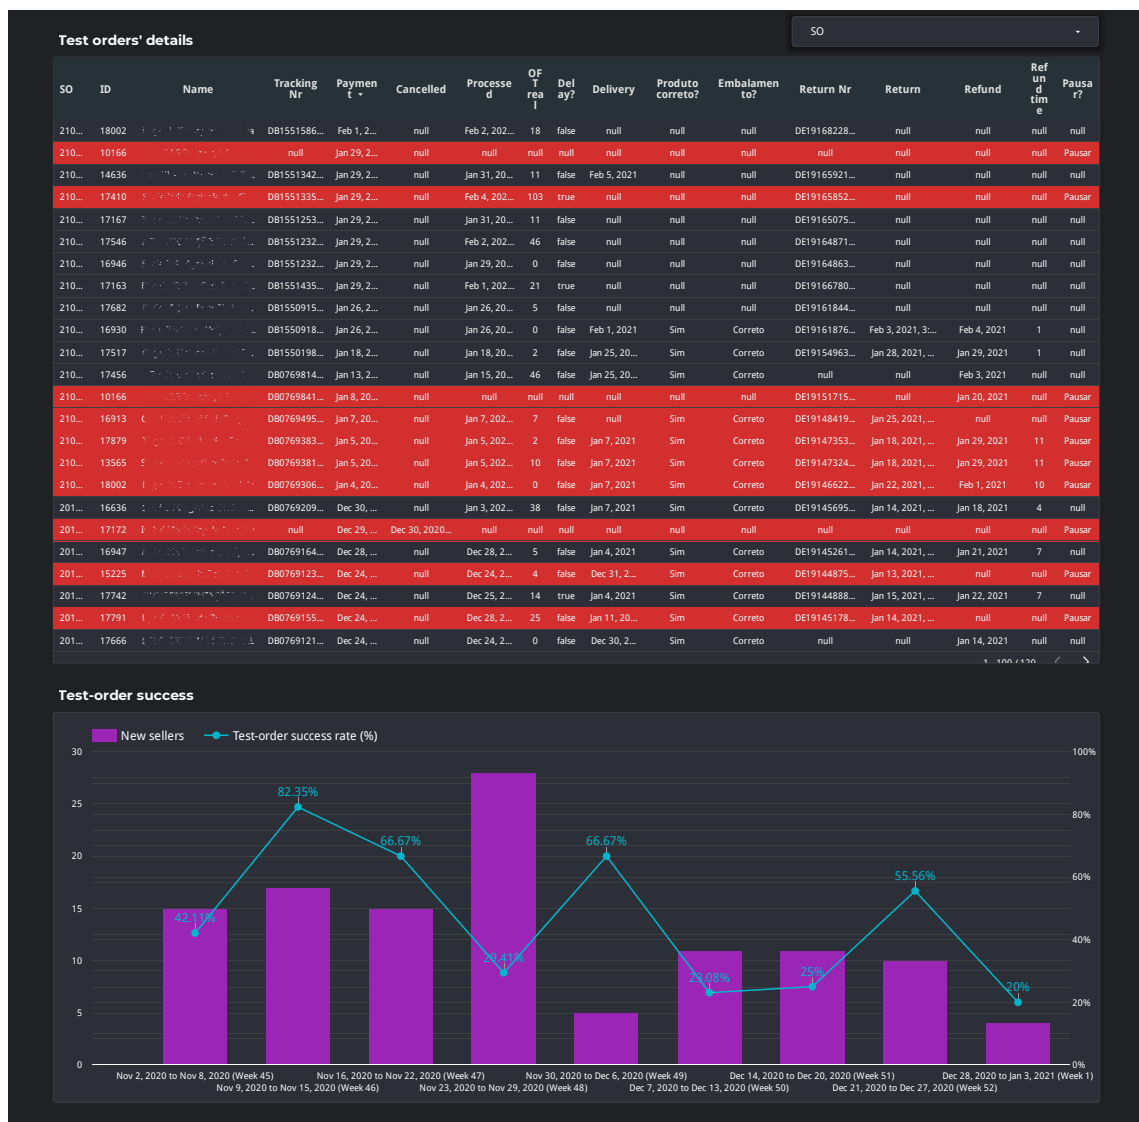 SO
Test orders' details
SO ID Name Tracking Nr Paymen t Cancelled Processe d OF T rea l Del ay? Delivery Produto correto? Embalamen to? Return Nr Return Refund Ref un d tim e Pausa r?
210... 18002 DB1551586... Feb 1, 2... null Feb 2, 202... 18 false null null null DE19168228... null null null null
210... 10166 null Jan 29, 2... null null null null null null null null null null null Pausar
210... 14636 DB1551342... Jan 29, 2... null Jan 31, 20... 11 false Feb 5, 2021 null null DE19165921... null null null null
210... 17410 DB1551335... Jan 29, 2... null Feb 4, 202... 103 true null null null DE19165852... null null null Pausar
210... 17167 DB1551253... Jan 29, 2... null Jan 31, 20... 11 false null null null DE19165075... null null null null
210... 17546 DB1551232... Jan 29, 2... null Feb 2, 202... 46 false null null null DE19164871... null null null null
210... 16946 DB1551232... Jan 29, 2... null Jan 29, 20... 0 false null null null DE19164863... null null null null
210... 17163 DB1551435... Jan 29, 2... null Feb 1, 202... 21 true null null null DE19166780... null null null null
210... 17682 DB1550915... Jan 26, 2... null Jan 26, 20... 5 false null null null DE19161844... null null null null
210... 16930 DB1550918... Jan 26, 2... null Jan 26, 20... 0 false Feb 1, 2021 Sim Correto DE19161876... Feb 3, 2021, 3:... Feb 4, 2021 1 null
210... 17517 DB1550198... Jan 18, 2... null Jan 18, 20... 2 false Jan 25, 20... Sim Correto DE19154963... Jan 28, 2021, ... Jan 29, 2021 1 null
210... 17456 DB0769814... Jan 13, 2... null Jan 15, 20... 46 false Jan 25, 20... Sim Correto null null Feb 3, 2021 null null
210... 10166 DB0769841... Jan 8, 20... null null null null null null null DE19151715... null Jan 20, 2021 null Pausar
210... 16913 DB0769495... Jan 7, 20... null Jan 7, 202... 7 false null Sim Correto DE19148419... Jan 25, 2021, ... null null Pausar
210... 17879 DB0769383... Jan 5, 20... null Jan 5, 202... 2 false Jan 7, 2021 Sim Correto DE19147353... Jan 18, 2021, ... Jan 29, 2021 11 Pausar
210... 13565 DB0769381... Jan 5, 20... null Jan 5, 202... 10 false Jan 7, 2021 Sim Correto DE19147324... Jan 18, 2021, ... Jan 29, 2021 11 Pausar
210... 18002 DB0769306... Jan 4, 20... null Jan 4, 202... 0 false Jan 7, 2021 Sim Correto DE19146622... Jan 22, 2021, ... Feb 1, 2021 10 Pausar
201... 16636 DB0769209... Dec 30, ... null Jan 3, 202... 38 false Jan 7, 2021 Sim Correto DE19145695... Jan 14, 2021, ... Jan 18, 2021 4 null
201... 17172 null Dec 29, ... Dec 30, 2020... null null null null null null null null null null Pausar
201... 16947 DB0769164... Dec 28, ... null Dec 28, 2... 5 false Jan 4, 2021 Sim Correto DE19145261... Jan 14, 2021, ... Jan 21, 2021 7 null
201... 15225 DB0769123... Dec 24, ... null Dec 24, 2... 4 false Dec 31, 2... Sim Correto DE19144875... Jan 13, 2021, ... null null Pausar
201... 17742 DB0769124... Dec 24, ... null Dec 25, 2... 14 true Jan 4, 2021 Sim Correto DE19144888... Jan 15, 2021, ... Jan 22, 2021 7 null
201... 17791 DB0769155... Dec 24, ... null Dec 28, 2... 25 false Jan 11, 20... Sim Correto DE19145178... Jan 14, 2021, ... null null Pausar
201... 17666 DB0769121... Dec 24, ... null Dec 24, 2... 0 false Dec 30, 2... Sim Correto null null Jan 14, 2021 null null
1 - 100 / 120
Test-order success
New sellers Test-order success rate (%)
30 100%
82.35%
25 80%
66.67% 66.67%
20 60%
55.56%
15 42.11%
40%
10 29.41% 23.08% 25% 20%
5 20%
0 0%
Nov 2, 2020 to Nov 8, 2020 (Week 45) Nov 16, 2020 to Nov 22, 2020 (Week 47) Nov 30, 2020 to Dec 6, 2020 (Week 49) Dec 14, 2020 to Dec 20, 2020 (Week 51) Dec 28, 2020 to Jan 3, 2021 (Week 1)
Nov 9, 2020 to Nov 15, 2020 (Week 46) Nov 23, 2020 to Nov 29, 2020 (Week 48) Dec 7, 2020 to Dec 13, 2020 (Week 50) Dec 21, 2020 to Dec 27, 2020 (Week 52)